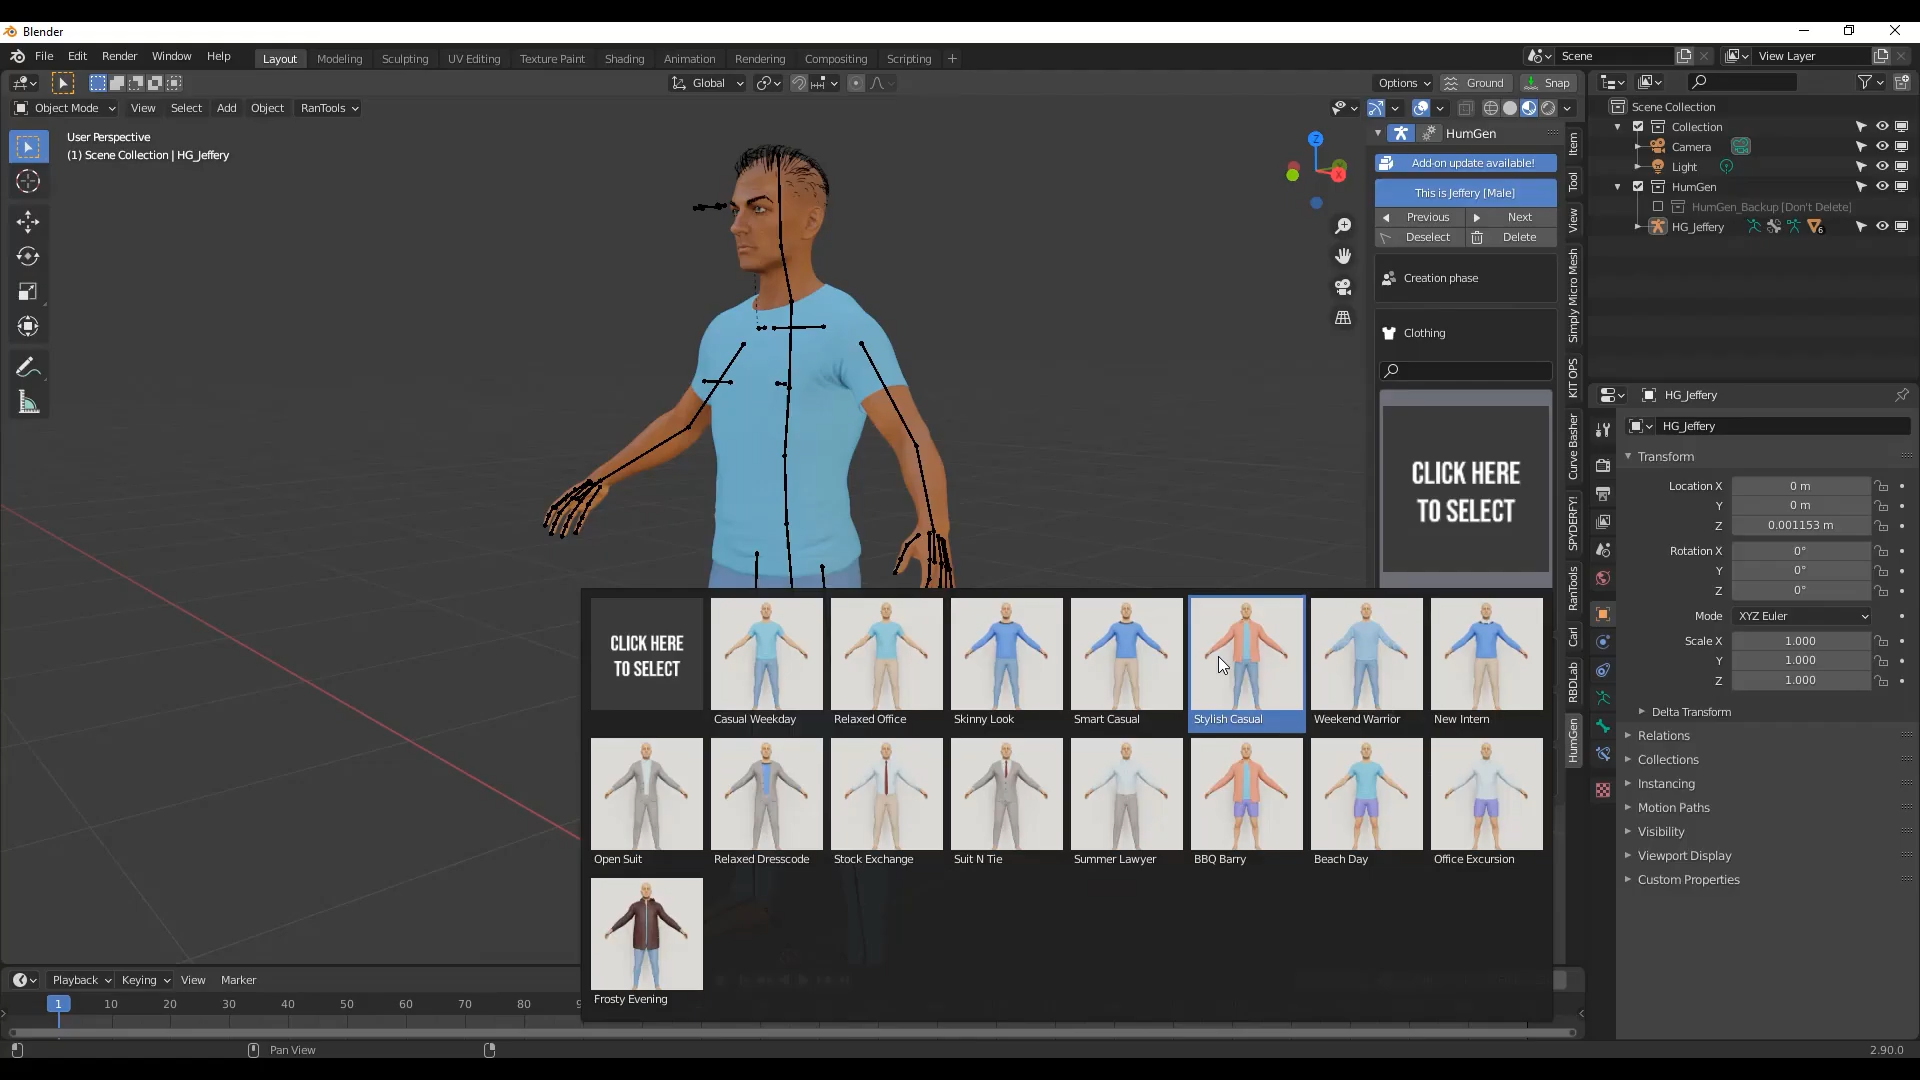 Blender
File Edit Render Window Help
Layout Modeling Sculpting UV Editing Texture Paint Shading Animation Rendering Compositing Scripting +
Scene
View Layer
Global
Options Ground Snap
Object Mode View Select Add Object RanTools
User Perspective
(1) Scene Collection | HG_Jeffery
Z
X
HumGen
Add-on update available!
This is Jeffery [Male]
Previous Next
Deselect Delete
Creation phase
Clothing
CLICK HERE
TO SELECT
Item
Tool
View
Simply Micro Mesh
KIT OPS
Curve Basher
SPYDERFY!
RanTools
Carl
RBDLab
HumGen
CLICK HERE
TO SELECT
Casual Weekday
Relaxed Office
Skinny Look
Smart Casual
Stylish Casual
Weekend Warrior
New Intern
Open Suit
Relaxed Dresscode
Stock Exchange
Suit N Tie
Summer Lawyer
BBQ Barry
Beach Day
Office Excursion
Frosty Evening
Scene Collection
Collection
Camera
Light
HumGen
HumGen_Backup [Don't Delete]
HG_Jeffery
6
HG_Jeffery
HG_Jeffery
Transform
Location X 0 m
Y 0 m
Z 0.001153 m
Rotation X 0°
Y 0°
Z 0°
Mode XYZ Euler
Scale X 1.000
Y 1.000
Z 1.000
Delta Transform
Relations
Collections
Instancing
Motion Paths
Visibility
Viewport Display
Custom Properties
Playback Keying View Marker
1 10 20 30 40 50 60 70 80
Pan View
2.90.0